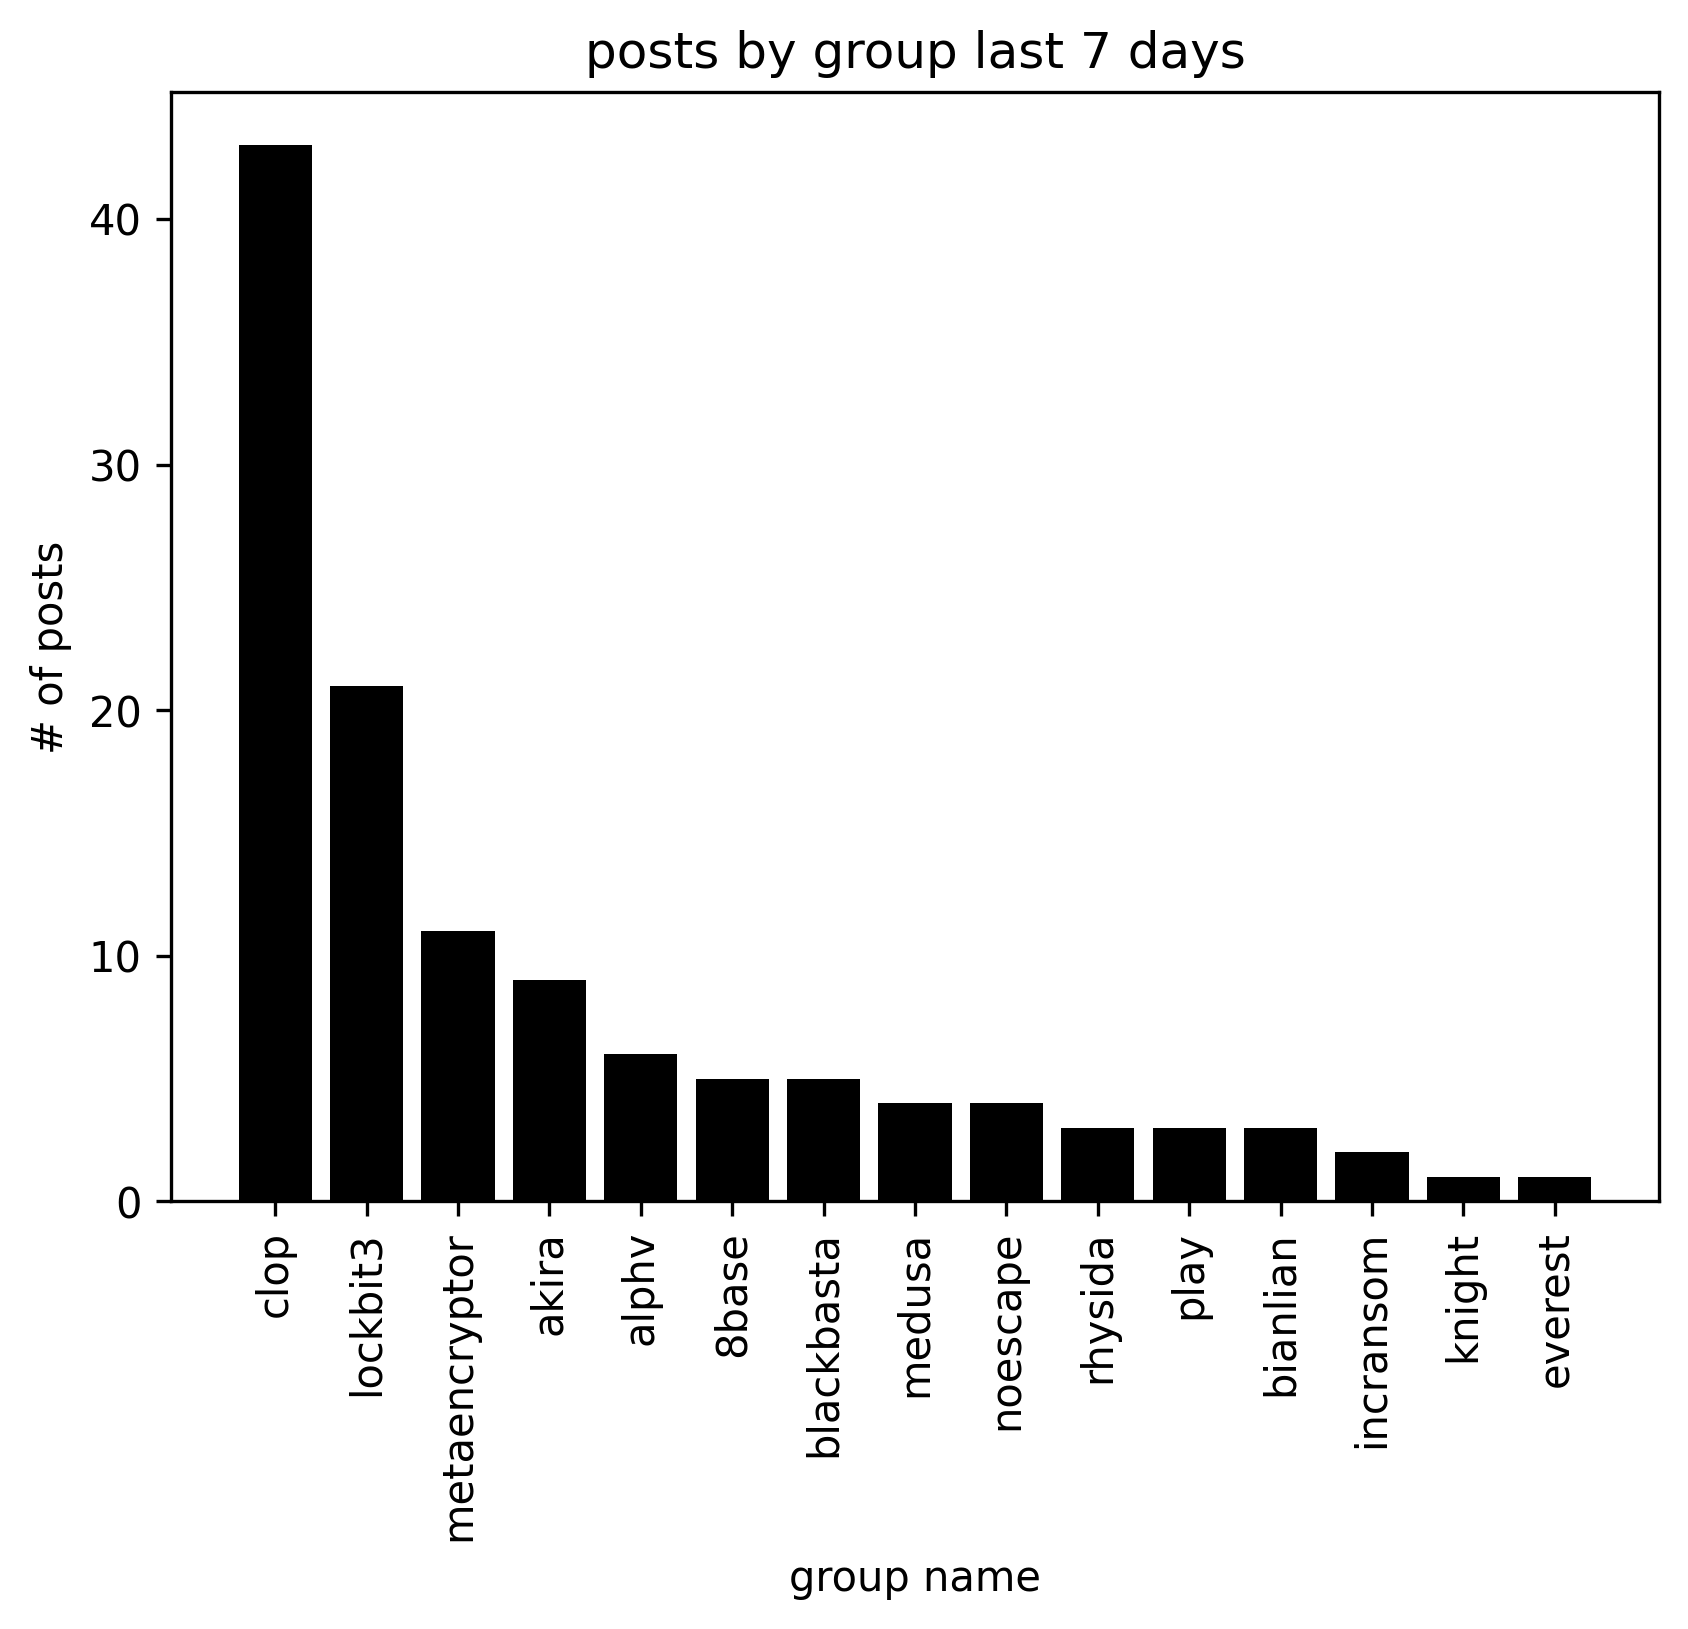 posts by group last 7 days
# of posts
40
30
20
10
0
clop
lockbit3
metaencryptor
akira
alphv
8base
blackbasta
medusa
noescape
rhysida
play
bianlian
incransom
knight
everest
group name